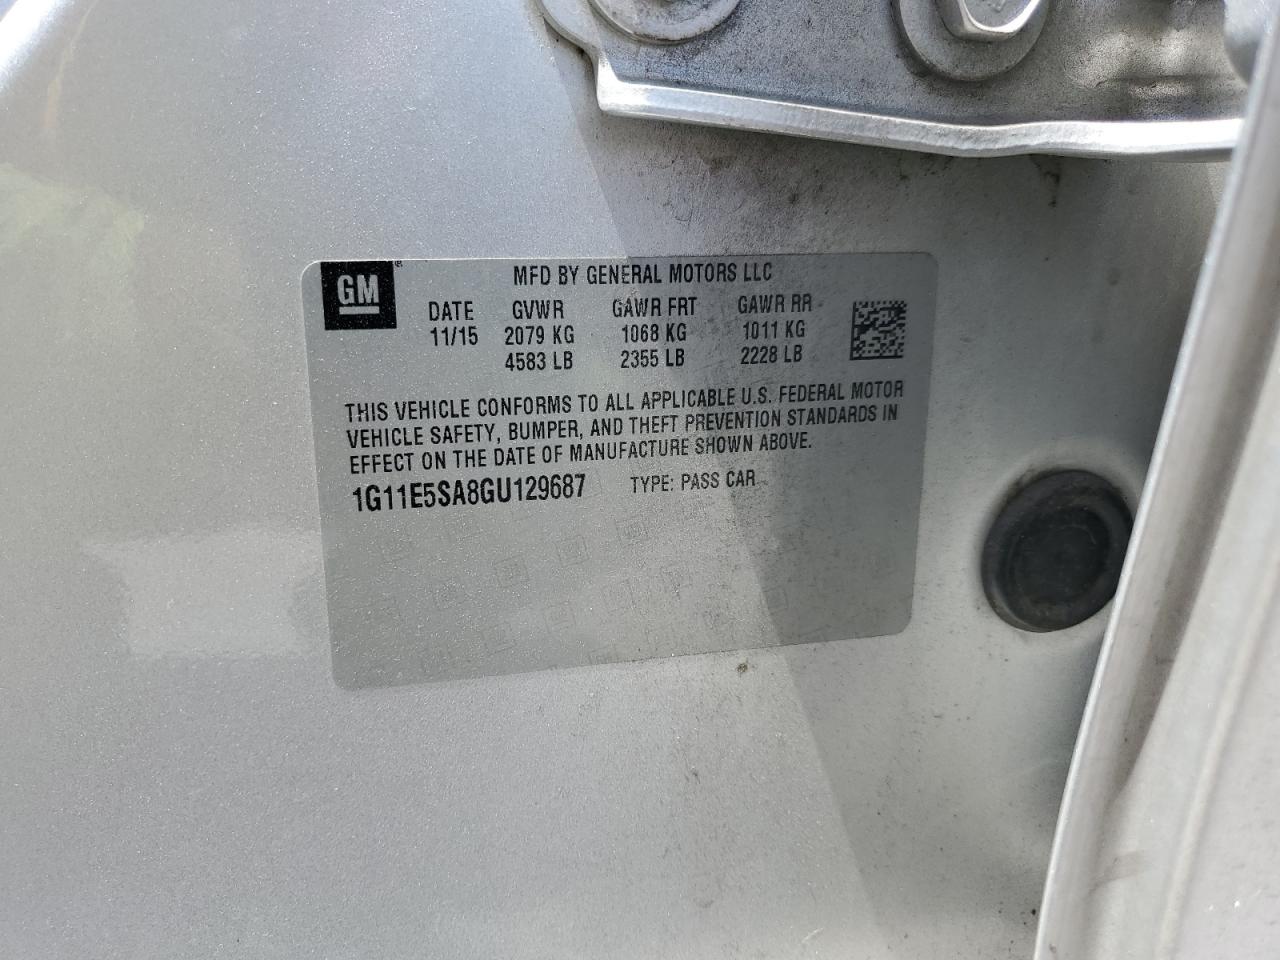 GM
MFD BY GENERAL MOTORS LLC
DATE GVWR GAWR FRT GAWR RR
11/15 2079 KG 1068 KG 1011 KG
4583 LB 2355 LB 2228 LB
THIS VEHICLE CONFORMS TO ALL APPLICABLE U.S. FEDERAL MOTOR
VEHICLE SAFETY, BUMPER, AND THEFT PREVENTION STANDARDS IN
EFFECT ON THE DATE OF MANUFACTURE SHOWN ABOVE.
1G11E5SA8GU129687 TYPE: PASS CAR